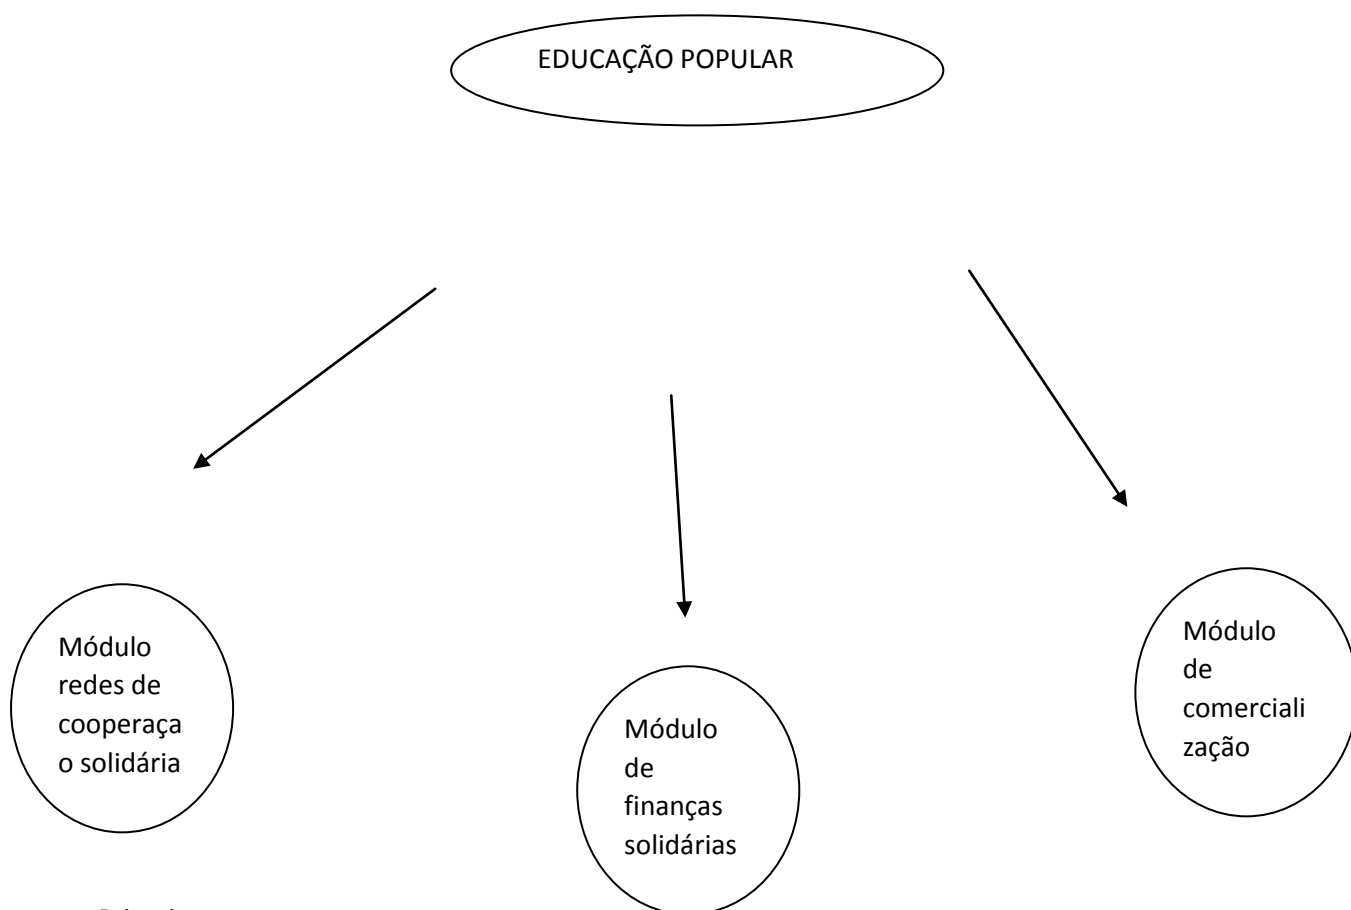 EDUCAÇÃO POPULAR
Módulo
redes de
cooperaça
o solidária
Módulo
de
finanças
solidárias
Módulo
de
comerciali
zação